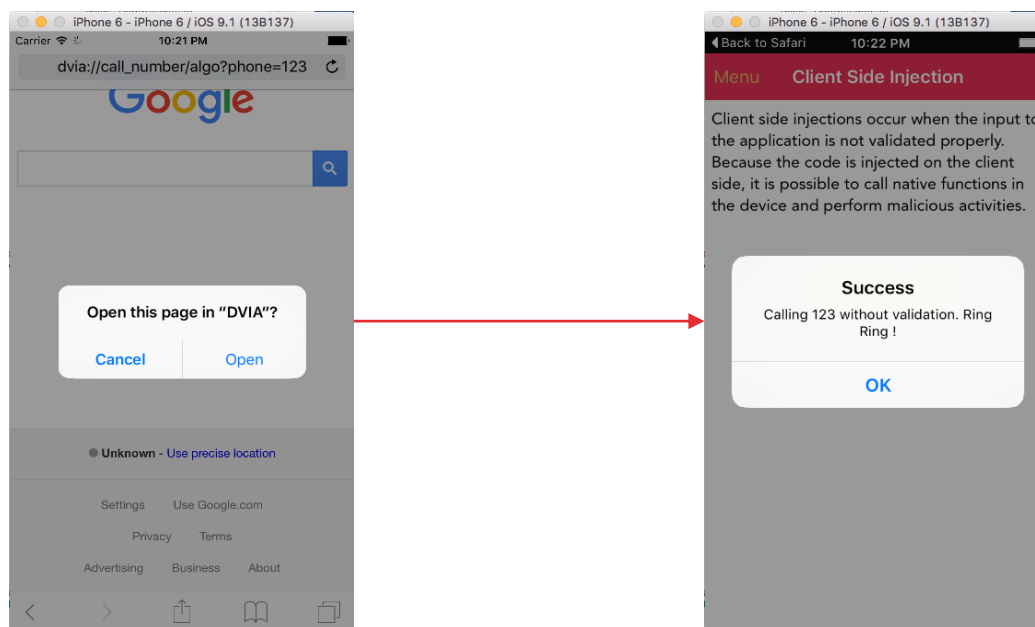 iPhone 6 - iPhone 6 / iOS 9.1 (13B137)
Carrier 10:21 PM
dvia://call_number/algo?phone=123
Google
Open this page in “DVIA”?
Cancel Open
Unknown - Use precise location
Settings Use Google.com
Privacy Terms
Advertising Business About
iPhone 6 - iPhone 6 / iOS 9.1 (13B137)
Back to Safari 10:22 PM
Menu Client Side Injection
Client side injections occur when the input to
the application is not validated properly.
Because the code is injected on the client
side, it is possible to call native functions in
the device and perform malicious activities.
Success
Calling 123 without validation. Ring
Ring !
OK